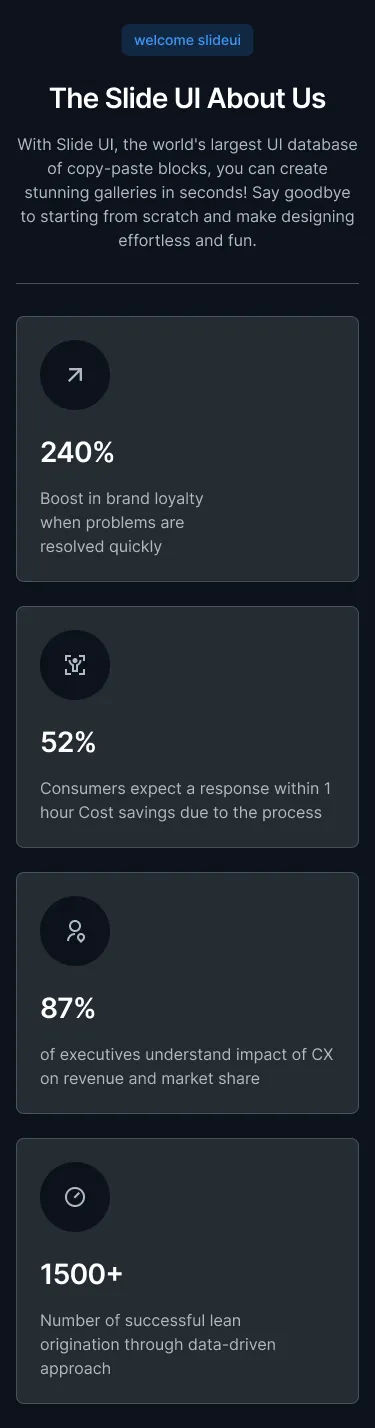 welcome slideui
The Slide UI About Us
With Slide UI, the world's largest UI database
of copy-paste blocks, you can create
stunning galleries in seconds! Say goodbye
to starting from scratch and make designing
effortless and fun.
240%
Boost in brand loyalty
when problems are
resolved quickly
52%
Consumers expect a response within 1
hour Cost savings due to the process
87%
of executives understand impact of CX
on revenue and market share
1500+
Number of successful lean
origination through data-driven
approach